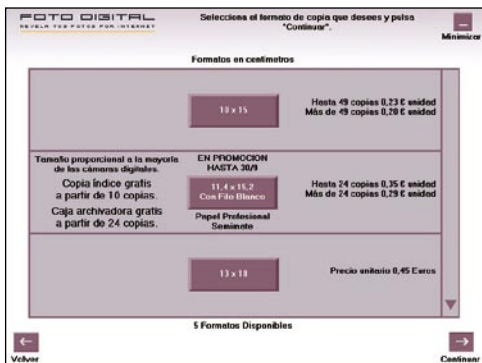 FOTO DIGITAL
REVELA TUS FOTOS POR INTERNET
Selecciona el formato de copia que desees y pulsa
"Continuar".
Minimizar
Formatos en centímetros
10 x 15
Hasta 49 copias 0,23 € unidad
Más de 49 copias 0,20 € unidad
Tamaño proporcional a la mayoría
de las cámaras digitales.
Copia índice gratis
a partir de 10 copias.
Caja archivadora gratis
a partir de 24 copias.
EN PROMOCION
HASTA 30/9
11,4 x 15,2
Con Filo Blanco
Papel Profesional
Semimate
Hasta 24 copias 0,35 € unidad
Más de 24 copias 0,29 € unidad
13 x 18
Precio unitario 0,45 Euros
5 Formatos Disponibles
Volver
Continuar